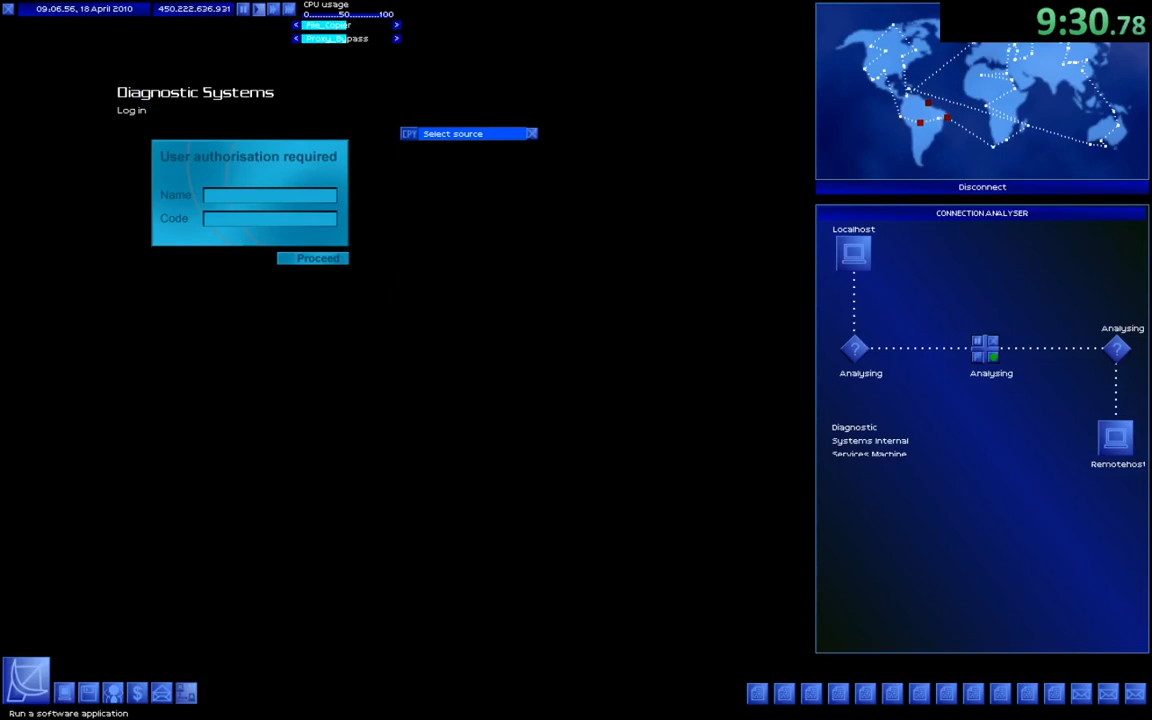 CPU usage
09.06.56, 18 April 2010
450.222.636.931
0..........50..........100
File_Copier
Proxy_Bypass
9:30.78
Diagnostic Systems
Log in
CPY Select source
User authorisation required
Name
Code
Proceed
Disconnect
CONNECTION ANALYSER
Localhost
Analysing
?
?
Analysing
Analysing
Diagnostic
Systems Internal
Services Machine
Remotehost
$
Run a software application